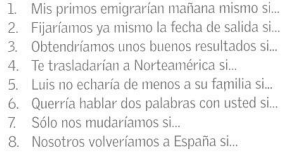 1. Mis primos emigrarían mañana mismo si...
2. Fijaríamos ya mismo la fecha de salida si...
3. Obtendríamos unos buenos resultados si...
4. Te trasladarían a Norteamérica si...
5. Luis no echaría de menos a su familia si...
6. Querría hablar dos palabras con usted si...
7. Sólo nos mudaríamos si...
8. Nosotros volveríamos a España si...